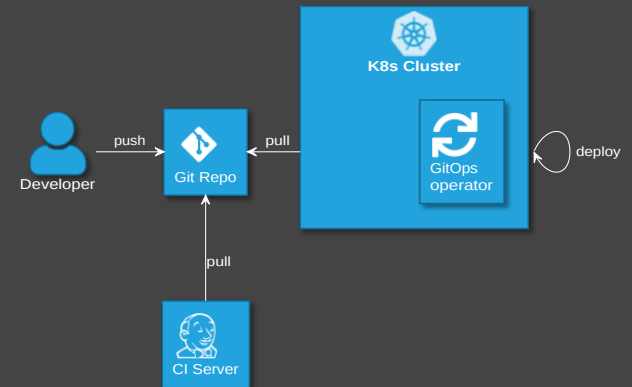 K8s Cluster
push
pull
deploy
Developer
Git Repo
GitOps
operator
pull
CI Server